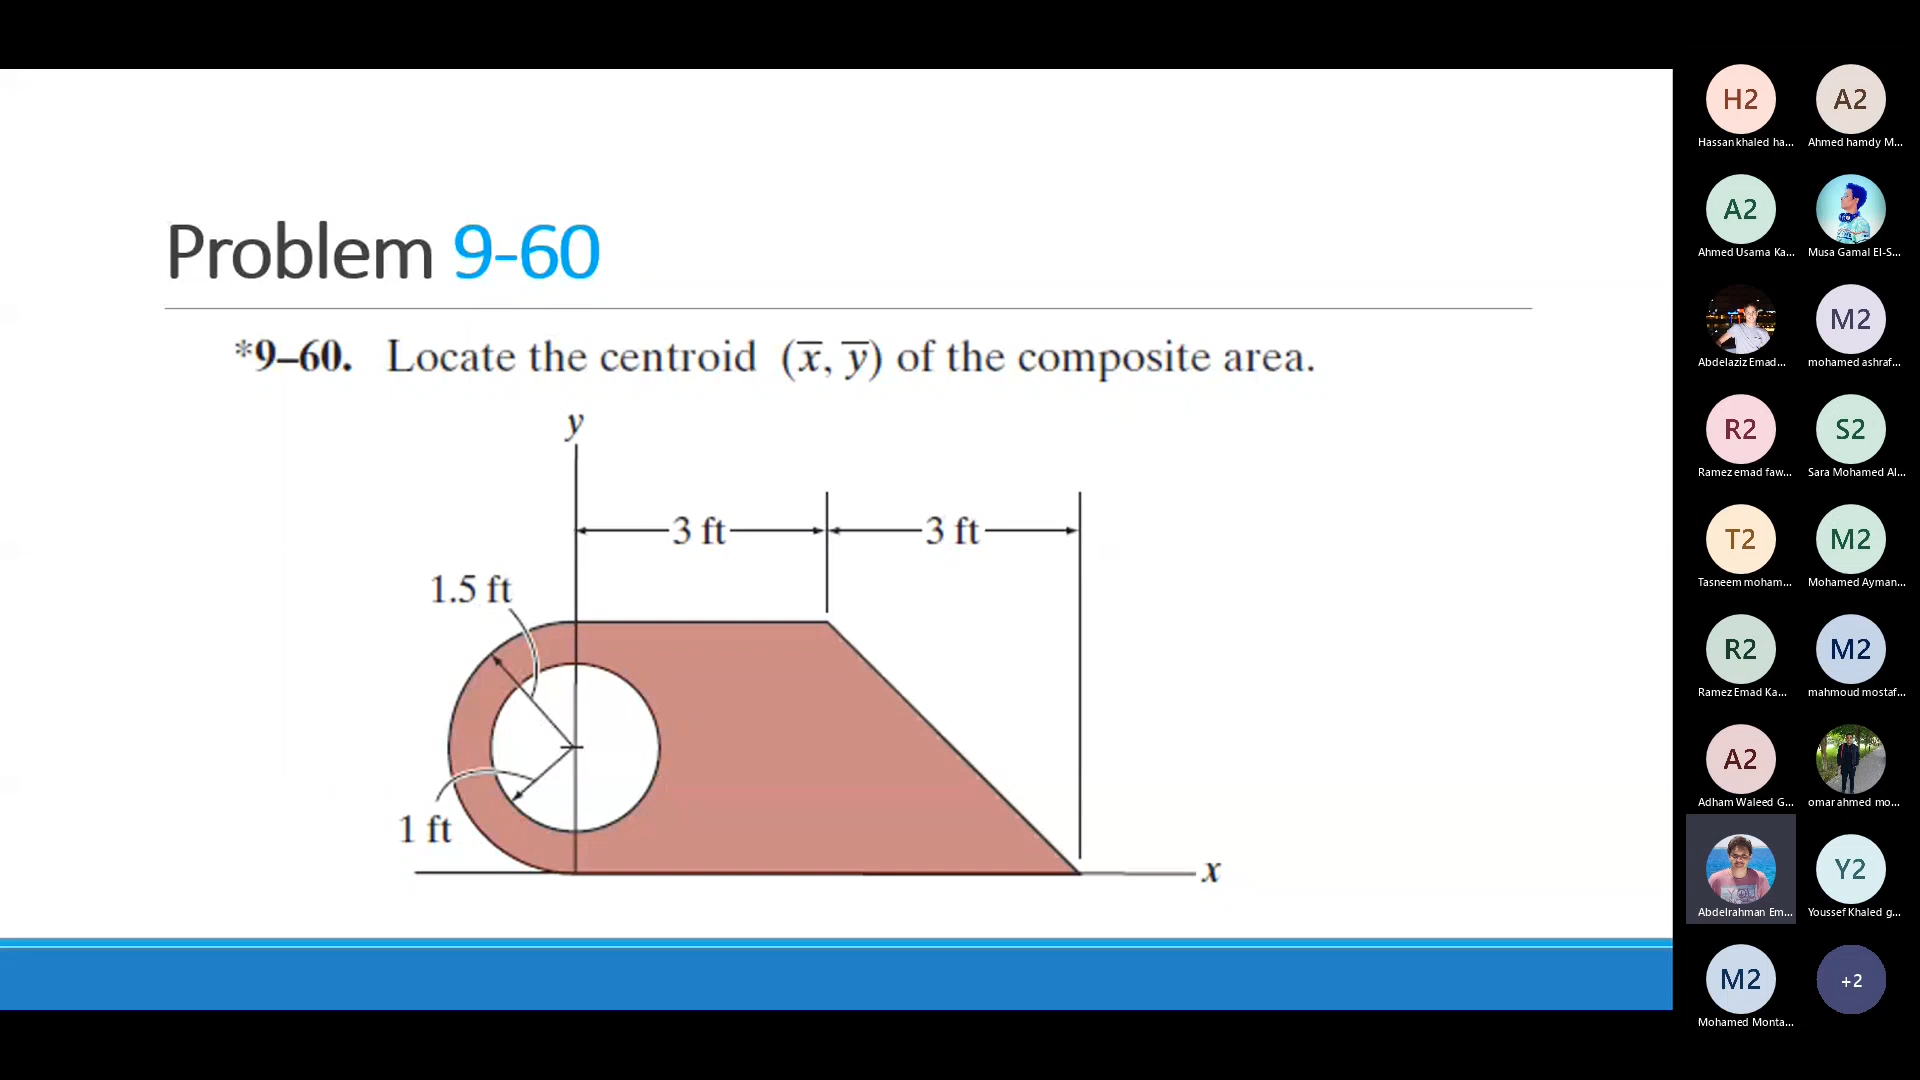 Problem 9-60
*9–60. Locate the centroid (x̅, y̅) of the composite area.
y
3 ft
3 ft
1.5 ft
1 ft
x
H2
A2
Hassan khaled ha...
Ahmed hamdy M...
A2
Ahmed Usama Ka...
Musa Gamal El-S...
M2
Abdelaziz Emad...
mohamed ashraf...
R2
S2
Ramez emad faw...
Sara Mohamed Al...
T2
M2
Tasneem moham...
Mohamed Ayman...
R2
M2
Ramez Emad Ka...
mahmoud mostaf...
A2
Adham Waleed G...
omar ahmed mo...
Y2
Abdelrahman Em...
Youssef Khaled g...
M2
+2
Mohamed Monta...